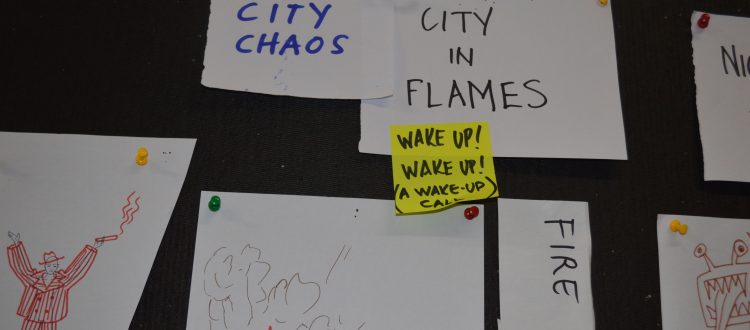 CITY
CHAOS
CITY
IN
FLAMES
WAKE UP!
WAKE UP!
(A WAKE-UP
FIRE